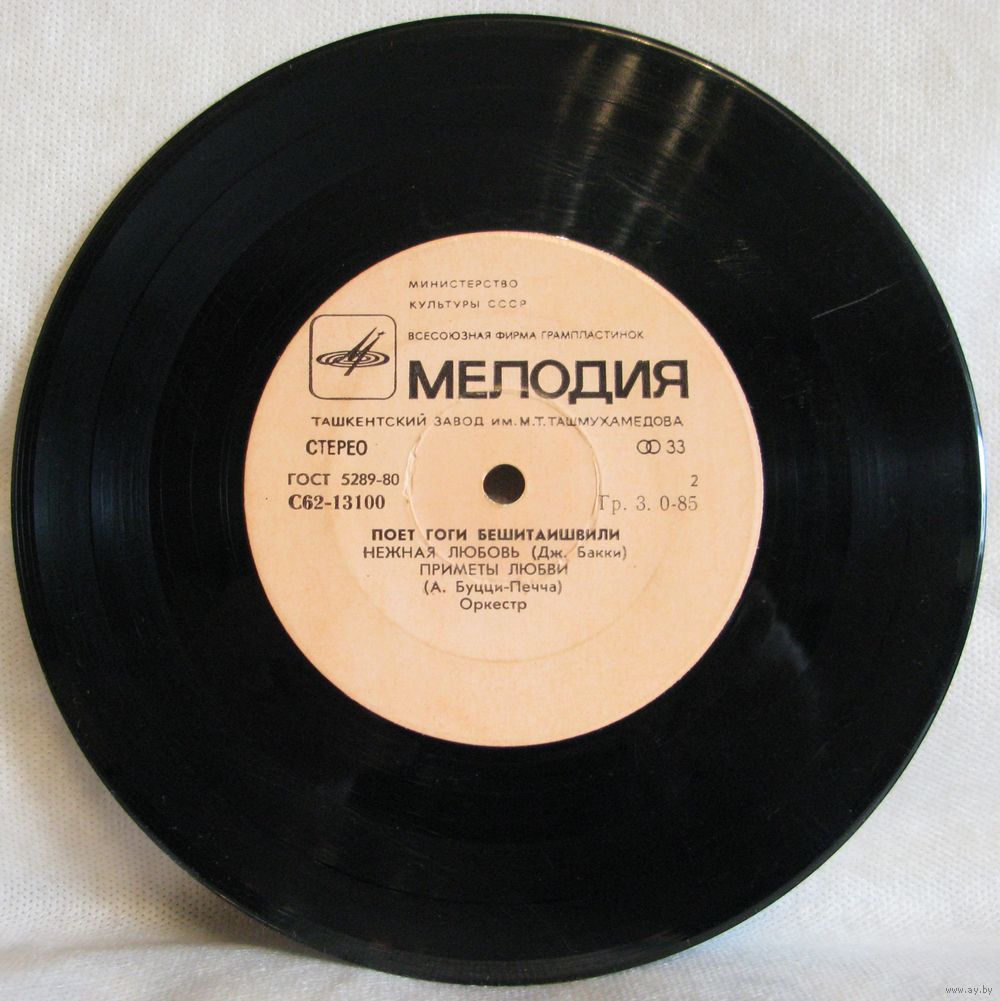 МИНИСТЕРСТВО
КУЛЬТУРЫ СССР
ВСЕСОЮЗНАЯ ФИРМА ГРАМПЛАСТИНОК
МЕЛОДИЯ
ТАШКЕНТСКИЙ ЗАВОД ИМ. М. Т. ТАШМУХАМЕДОВА
СТЕРЕО 33
ГОСТ 5289-80 2
С62-13100 Гр. 3. 0-85
ПОЕТ ГОГИ БЕШИТАИШВИЛИ
НЕЖНАЯ ЛЮБОВЬ (Дж. Бакки)
ПРИМЕТЫ ЛЮБВИ
(А. Буцци-Печча)
Оркестр
www.ay.by